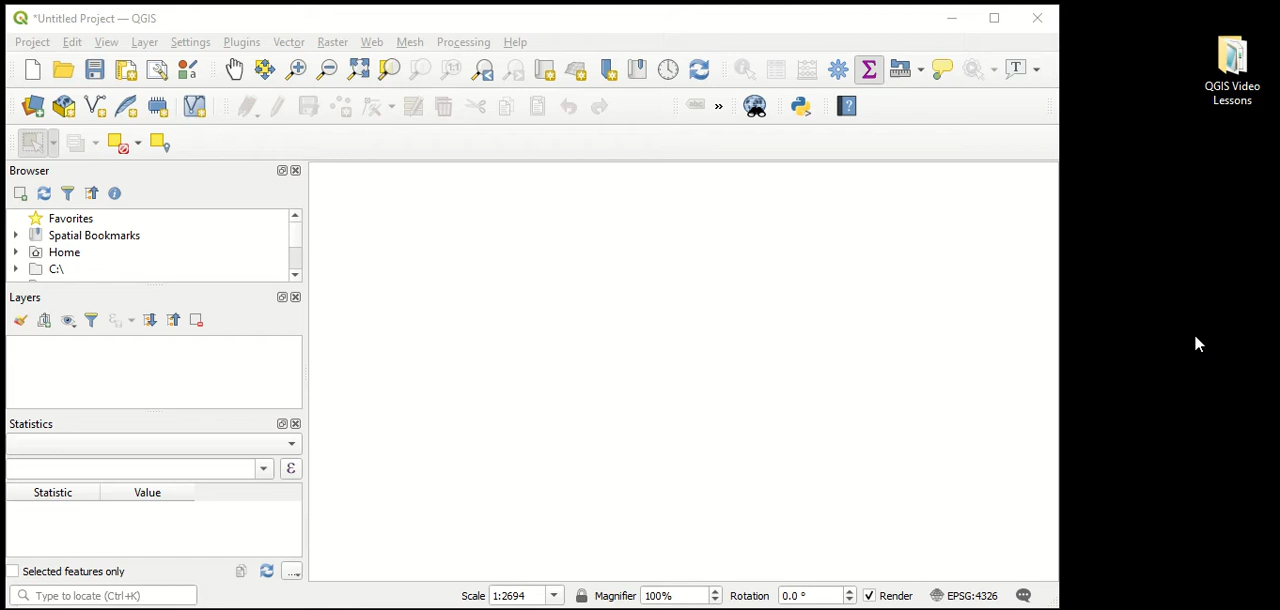 *Untitled Project — QGIS
Project Edit View Layer Settings Plugins Vector Raster Web Mesh Processing Help
QGIS Video
Lessons
Browser
Favorites
Spatial Bookmarks
Home
C:\
Layers
Statistics
Statistic Value
Selected features only
Type to locate (Ctrl+K)
Scale 1:2694 Magnifier 100% Rotation 0.0 ° Render EPSG:4326